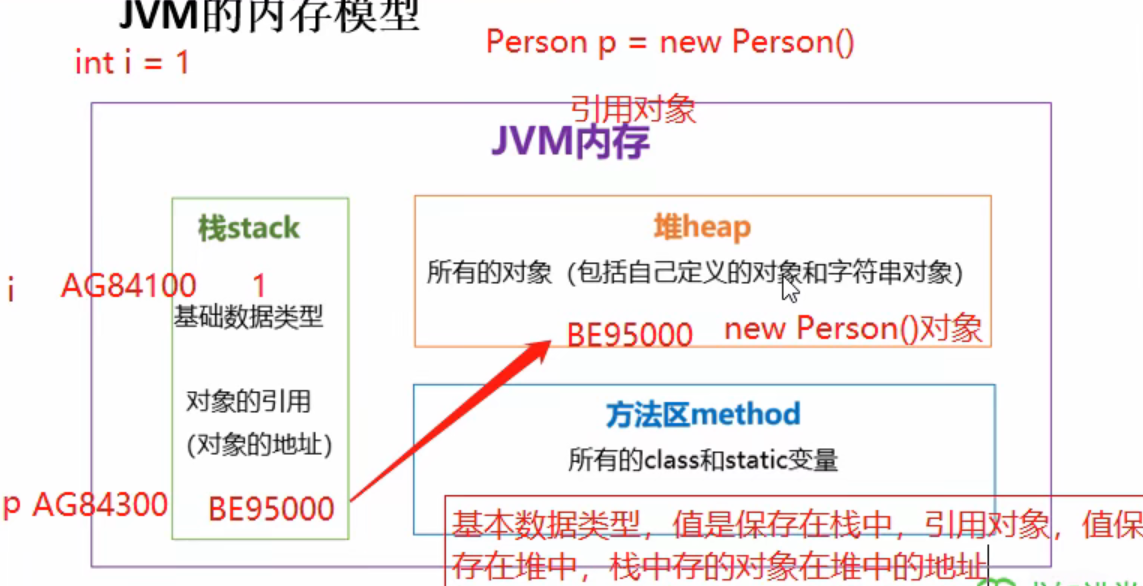 JVM的内存模型
int i = 1
Person p = new Person()
引用对象
JVM内存
栈stack
堆heap
所有的对象（包括自己定义的对象和字符串对象）
i AG84100 1
基础数据类型
BE95000 new Person()对象
对象的引用
(对象的地址)
方法区method
所有的class和static变量
p AG84300 BE95000
基本数据类型，值是保存在栈中，引用对象，值保
存在堆中，栈中存的对象在堆中的地址